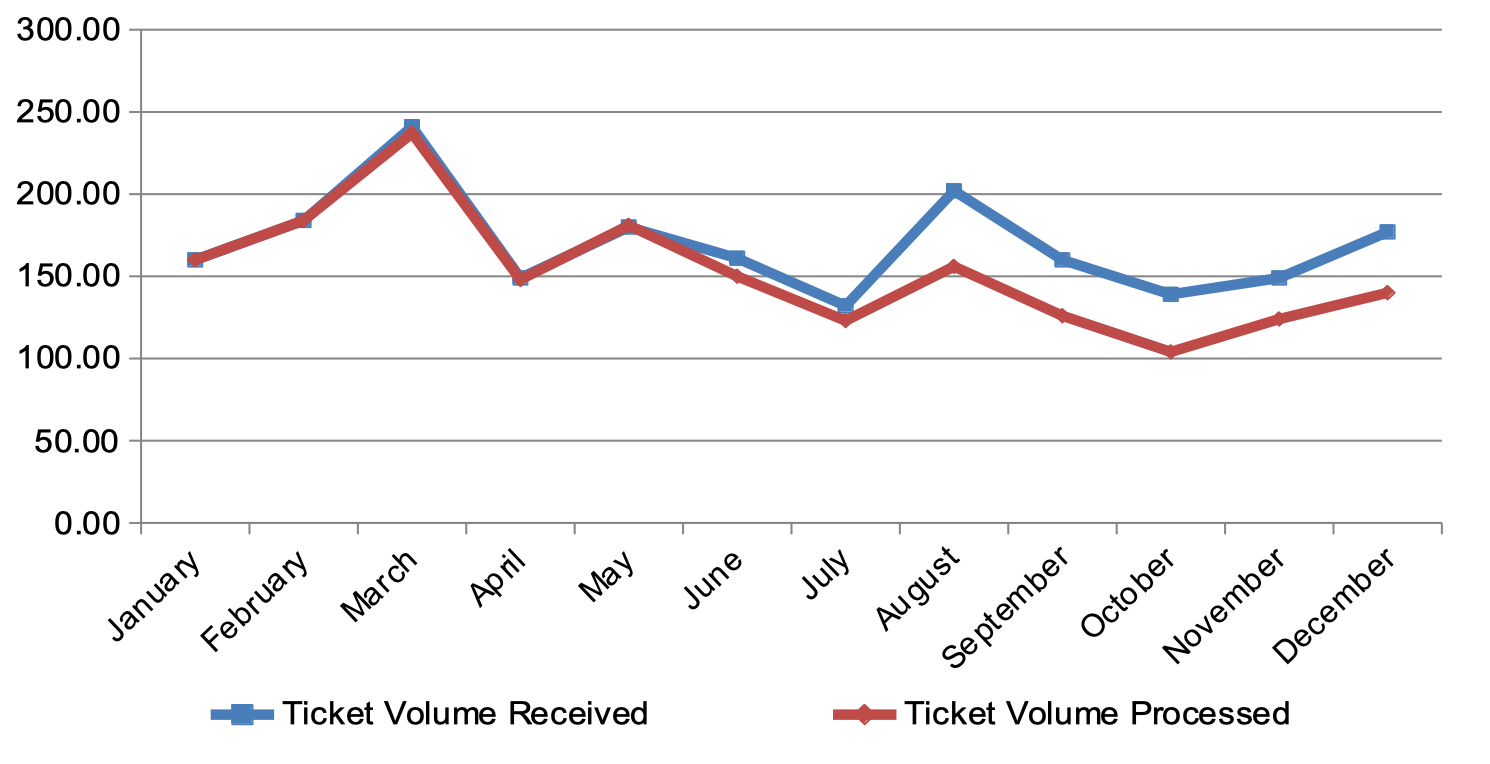 300.00
250.00
200.00
150.00
100.00
50.00
0.00
January
February
March
April
May
June
July
August
September
October
November
December
Ticket Volume Received
Ticket Volume Processed